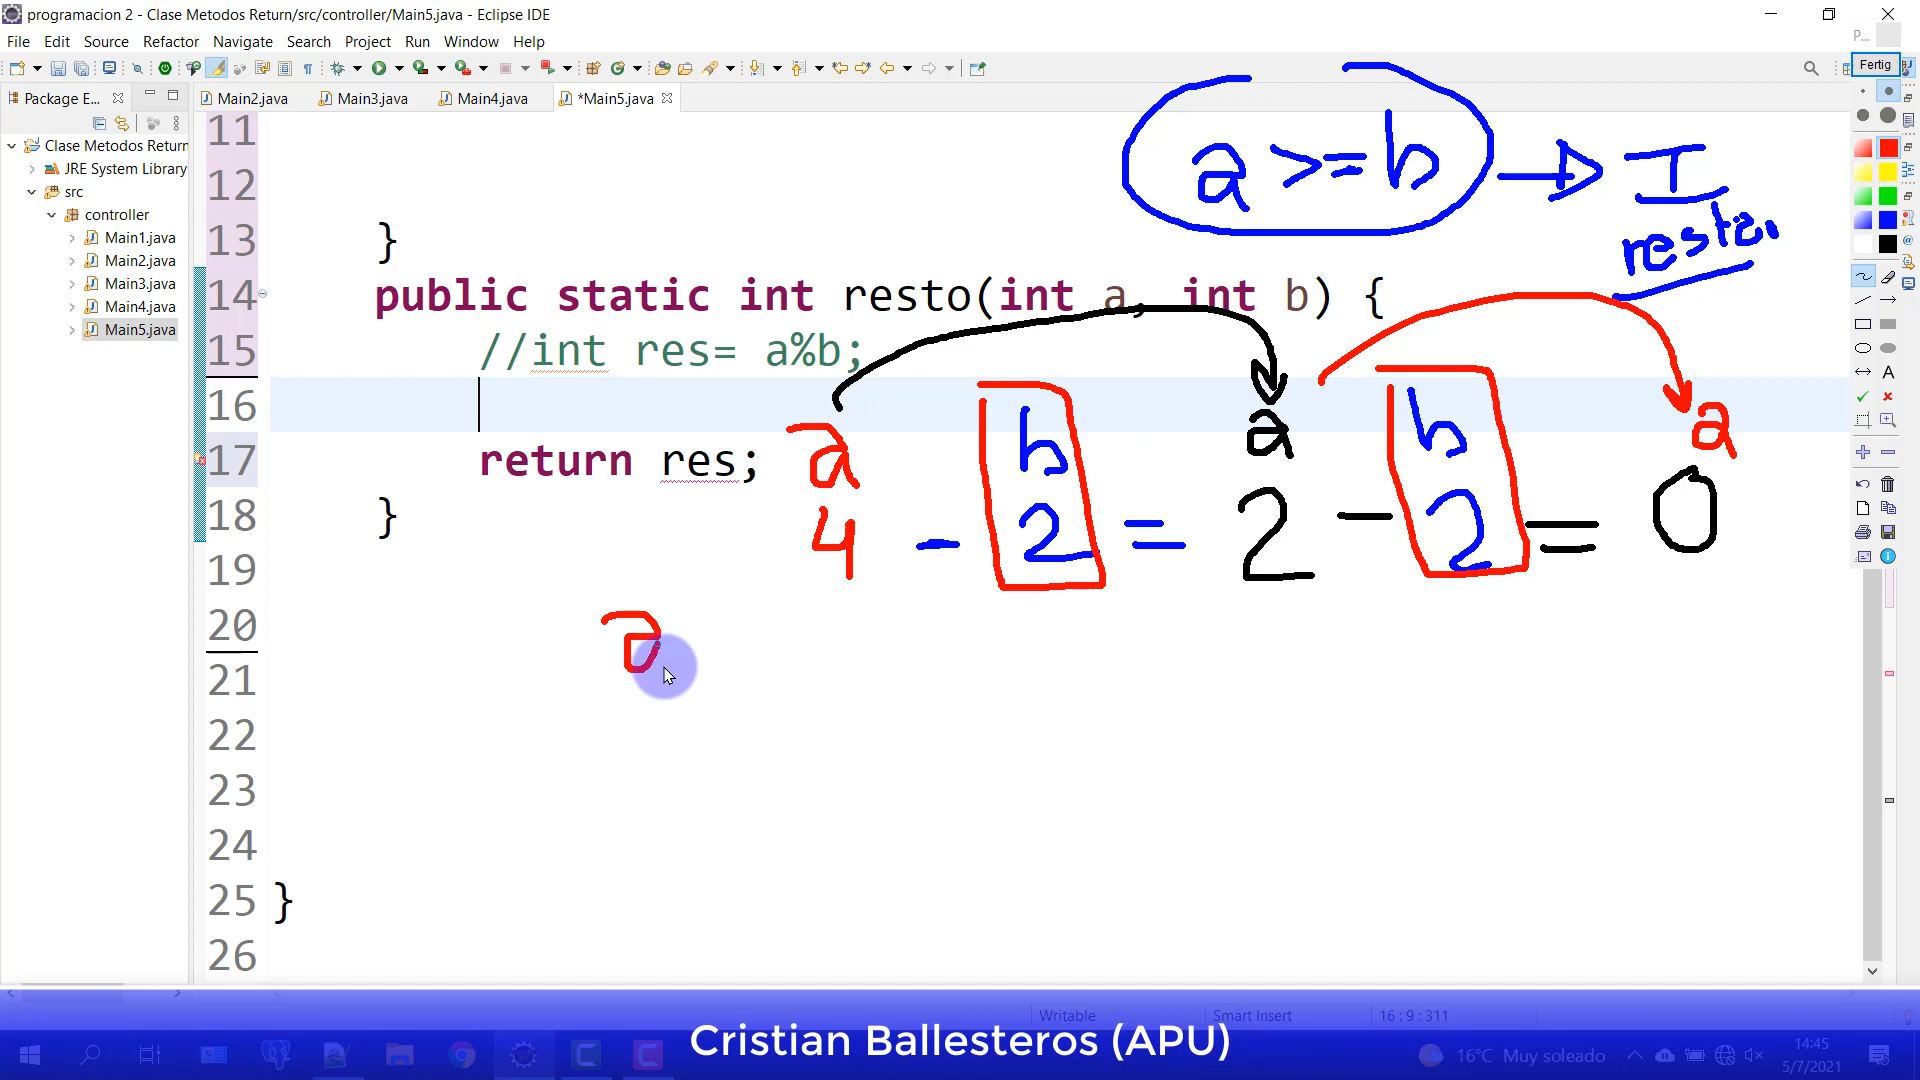 programacion 2 - Clase Metodos Return/src/controller/Main5.java - Eclipse IDE
File Edit Source Refactor Navigate Search Project Run Window Help
P...
Fertig
Package E...
Main2.java
Main3.java
Main4.java
*Main5.java
Clase Metodos Return
JRE System Library
src
controller
Main1.java
Main2.java
Main3.java
Main4.java
Main5.java
11
12
13 }
14 public static int resto(int a, int b) {
15 //int res= a%b;
16
17 return res;
18 }
19
20
21
22
23
24
25 }
26
a >= b → I
restar
a b a b a
4 - 2 = 2 - 2 = 0
a
A
Writable
Smart Insert
16 : 9 : 311
Cristian Ballesteros (APU)
16°C Muy soleado
14:45
5/7/2021